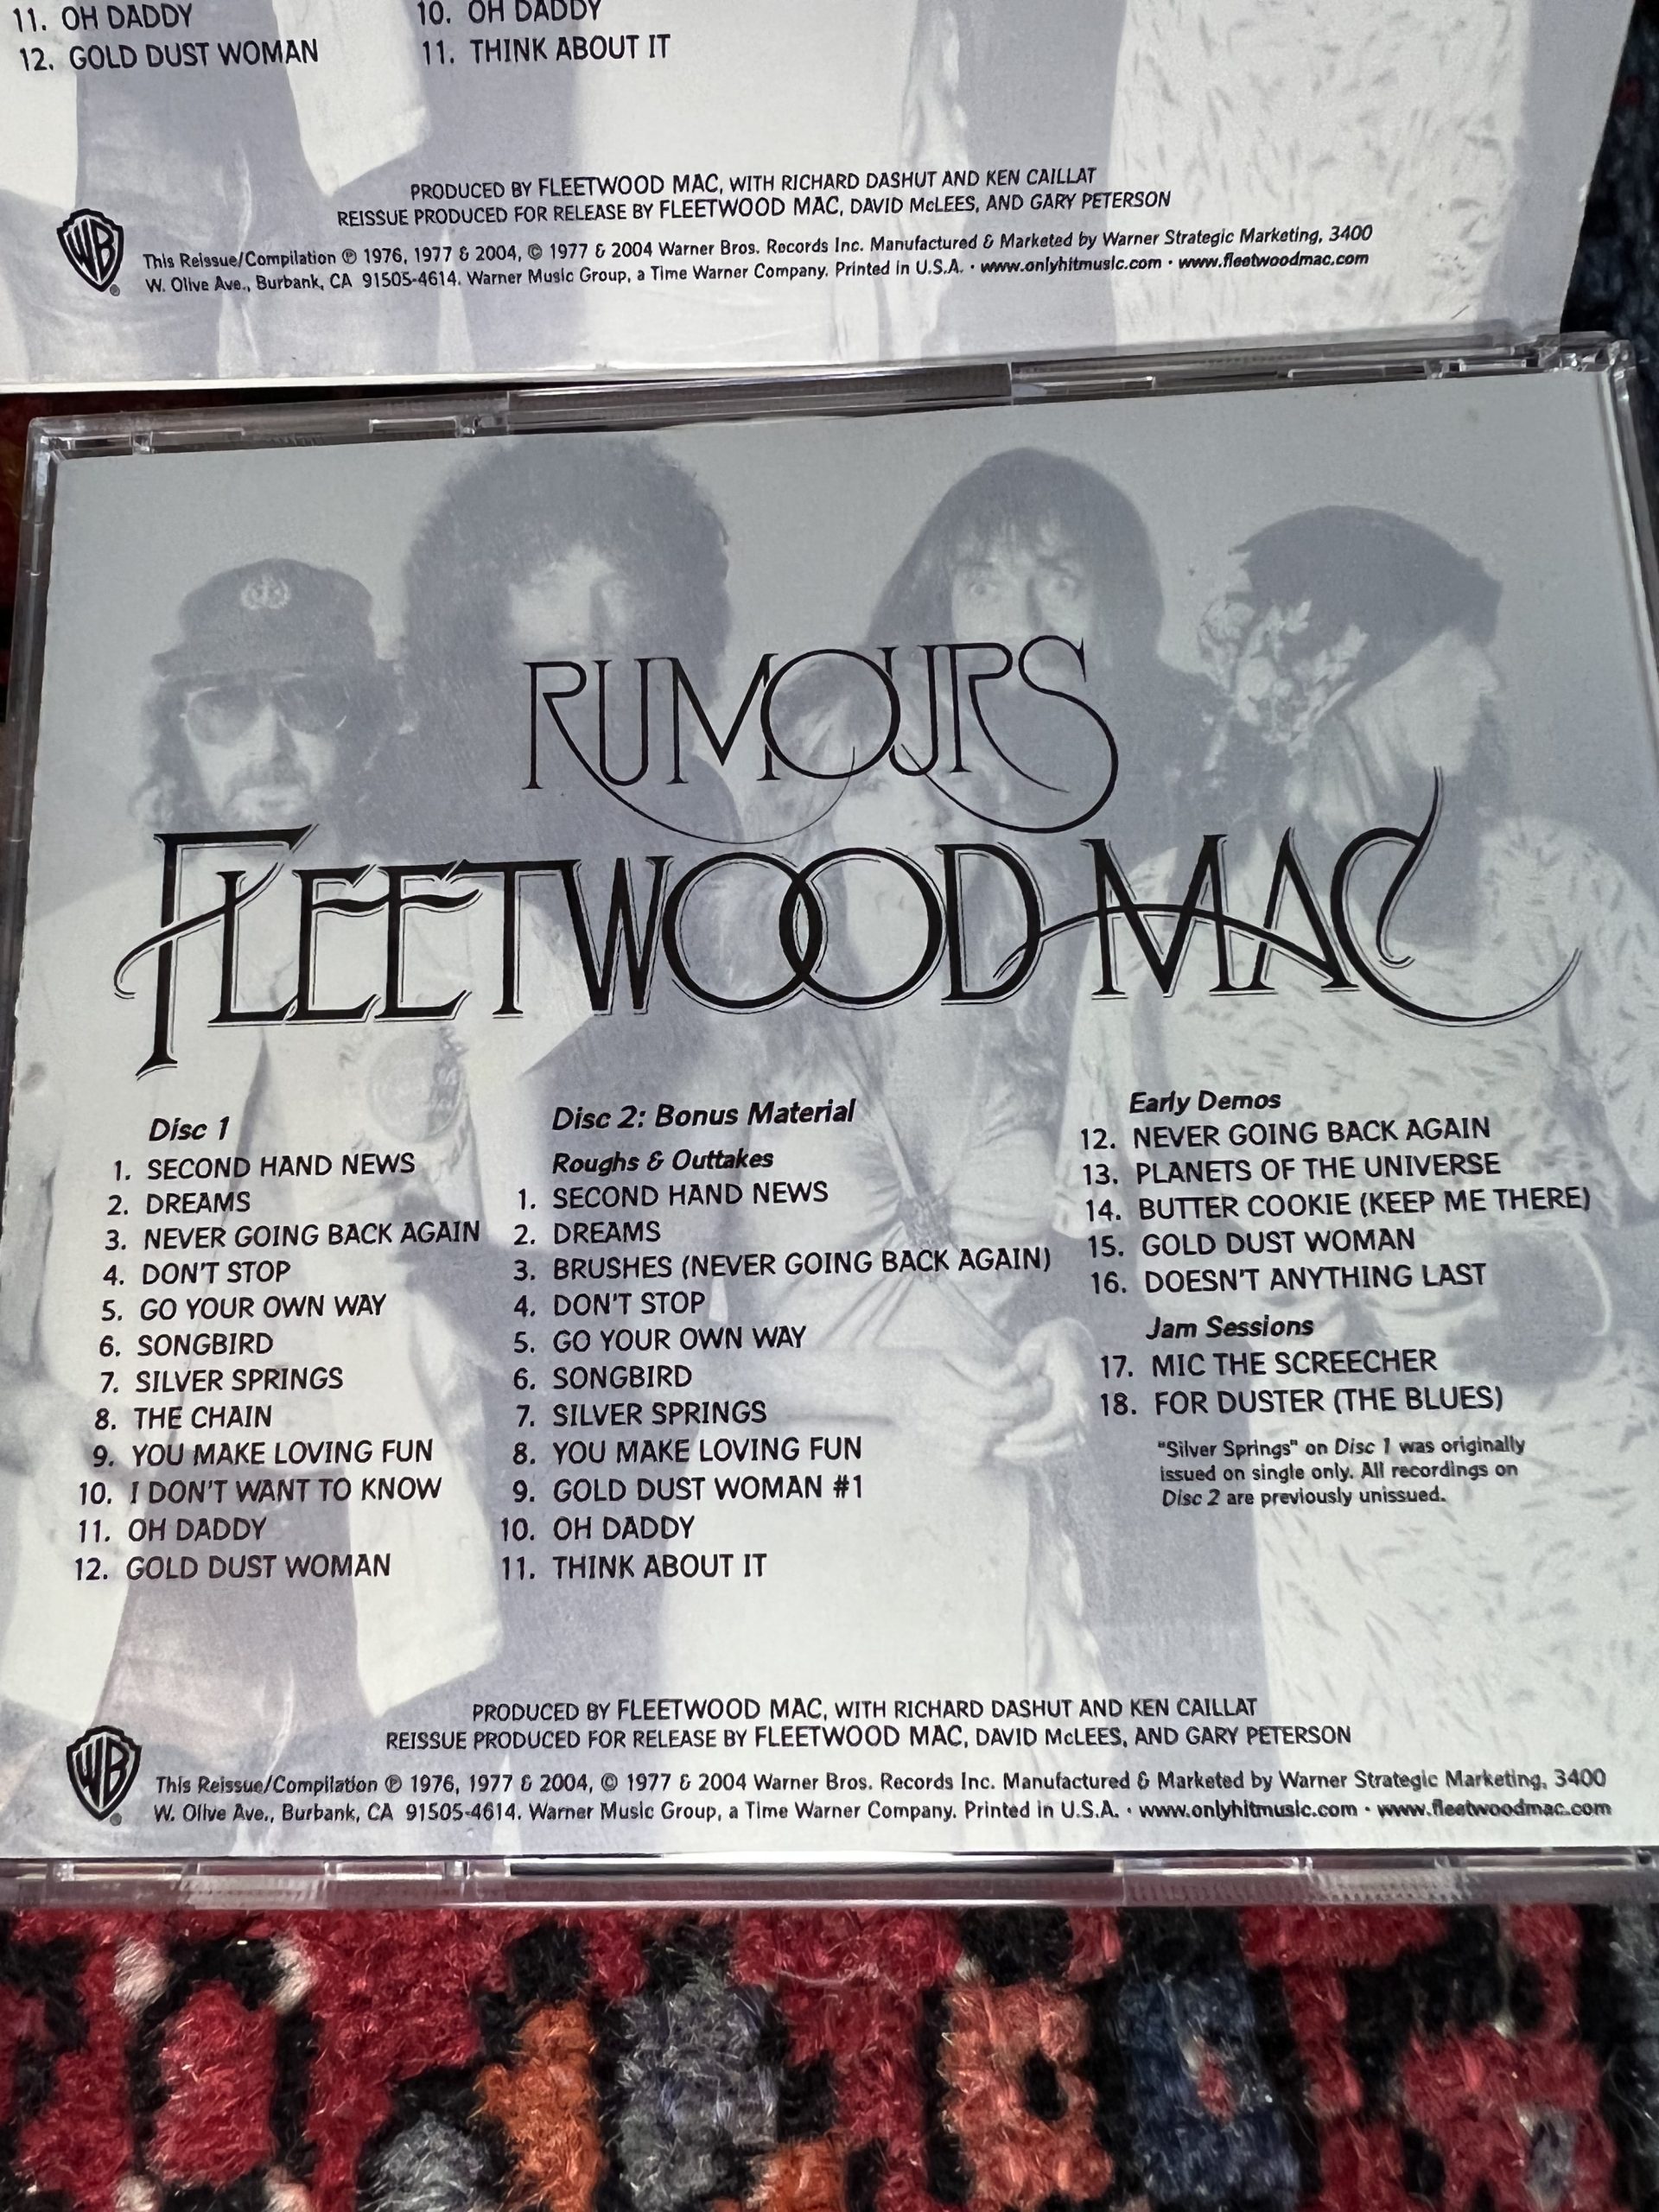 11. OH DADDY
12. GOLD DUST WOMAN
10. OH DADDY
11. THINK ABOUT IT
PRODUCED BY FLEETWOOD MAC, WITH RICHARD DASHUT AND KEN CAILLAT
REISSUE PRODUCED FOR RELEASE BY FLEETWOOD MAC, DAVID McLEES, AND GARY PETERSON
WB
This Reissue/Compilation ℗ 1976, 1977 & 2004, © 1977 & 2004 Warner Bros. Records Inc. Manufactured & Marketed by Warner Strategic Marketing, 3400
W. Olive Ave., Burbank, CA 91505-4614. Warner Music Group, a Time Warner Company. Printed in U.S.A. • www.onlyhitmusic.com • www.fleetwoodmac.com
RUMOURS
FLEETWOOD MAC
Disc 1
1. SECOND HAND NEWS
2. DREAMS
3. NEVER GOING BACK AGAIN
4. DON'T STOP
5. GO YOUR OWN WAY
6. SONGBIRD
7. SILVER SPRINGS
8. THE CHAIN
9. YOU MAKE LOVING FUN
10. I DON'T WANT TO KNOW
11. OH DADDY
12. GOLD DUST WOMAN
Disc 2: Bonus Material
Roughs & Outtakes
1. SECOND HAND NEWS
2. DREAMS
3. BRUSHES (NEVER GOING BACK AGAIN)
4. DON'T STOP
5. GO YOUR OWN WAY
6. SONGBIRD
7. SILVER SPRINGS
8. YOU MAKE LOVING FUN
9. GOLD DUST WOMAN #1
10. OH DADDY
11. THINK ABOUT IT
Early Demos
12. NEVER GOING BACK AGAIN
13. PLANETS OF THE UNIVERSE
14. BUTTER COOKIE (KEEP ME THERE)
15. GOLD DUST WOMAN
16. DOESN'T ANYTHING LAST
Jam Sessions
17. MIC THE SCREECHER
18. FOR DUSTER (THE BLUES)
"Silver Springs" on Disc 1 was originally
issued on single only. All recordings on
Disc 2 are previously unissued.
PRODUCED BY FLEETWOOD MAC, WITH RICHARD DASHUT AND KEN CAILLAT
REISSUE PRODUCED FOR RELEASE BY FLEETWOOD MAC, DAVID McLEES, AND GARY PETERSON
WB
This Reissue/Compilation ℗ 1976, 1977 & 2004, © 1977 & 2004 Warner Bros. Records Inc. Manufactured & Marketed by Warner Strategic Marketing, 3400
W. Olive Ave., Burbank, CA 91505-4614. Warner Music Group, a Time Warner Company. Printed in U.S.A. • www.onlyhitmusic.com • www.fleetwoodmac.com